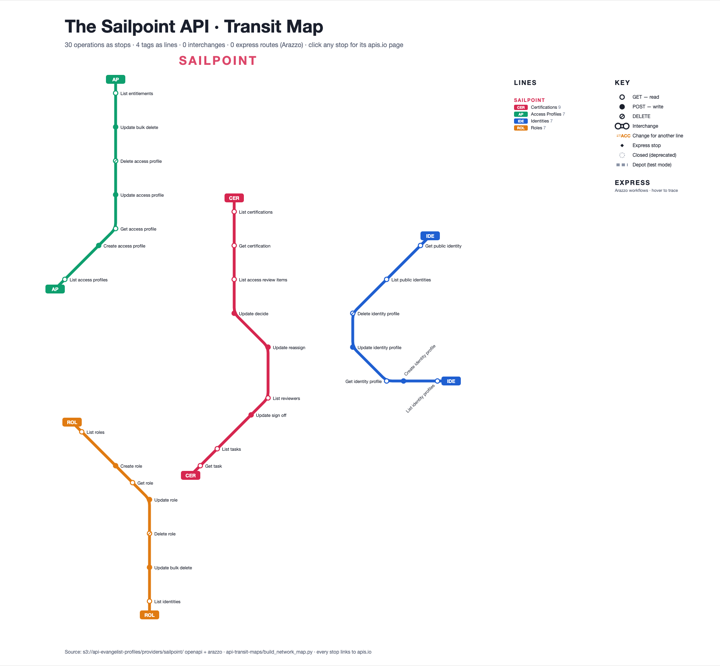 The Sailpoint API · Transit Map
30 operations as stops · 4 tags as lines · 0 interchanges · 0 express routes (Arazzo) · click any stop for its apis.io page
SAILPOINT
AP
List entitlements
Update bulk delete
Delete access profile
Update access profile
Get access profile
Create access profile
List access profiles
AP
CER
List certifications
Get certification
List access review items
Update decide
Update reassign
List reviewers
Update sign off
List tasks
Get task
CER
IDE
Get public identity
List public identities
Delete identity profile
Update identity profile
Get identity profile
Create identity profile
List identity profiles
IDE
ROL
List roles
Create role
Get role
Update role
Delete role
Update bulk delete
List identities
ROL
LINES
SAILPOINT
CER Certifications 9
AP Access Profiles 7
IDE Identities 7
ROL Roles 7
KEY
GET — read
POST — write
DELETE
Interchange
Change for another line
Express stop
Closed (deprecated)
Depot (test mode)
EXPRESS
Arazzo workflows · hover to trace
Source: s3://api-evangelist-profiles/providers/sailpoint/ openapi + arazzo · api-transit-maps/build_network_map.py · every stop links to apis.io